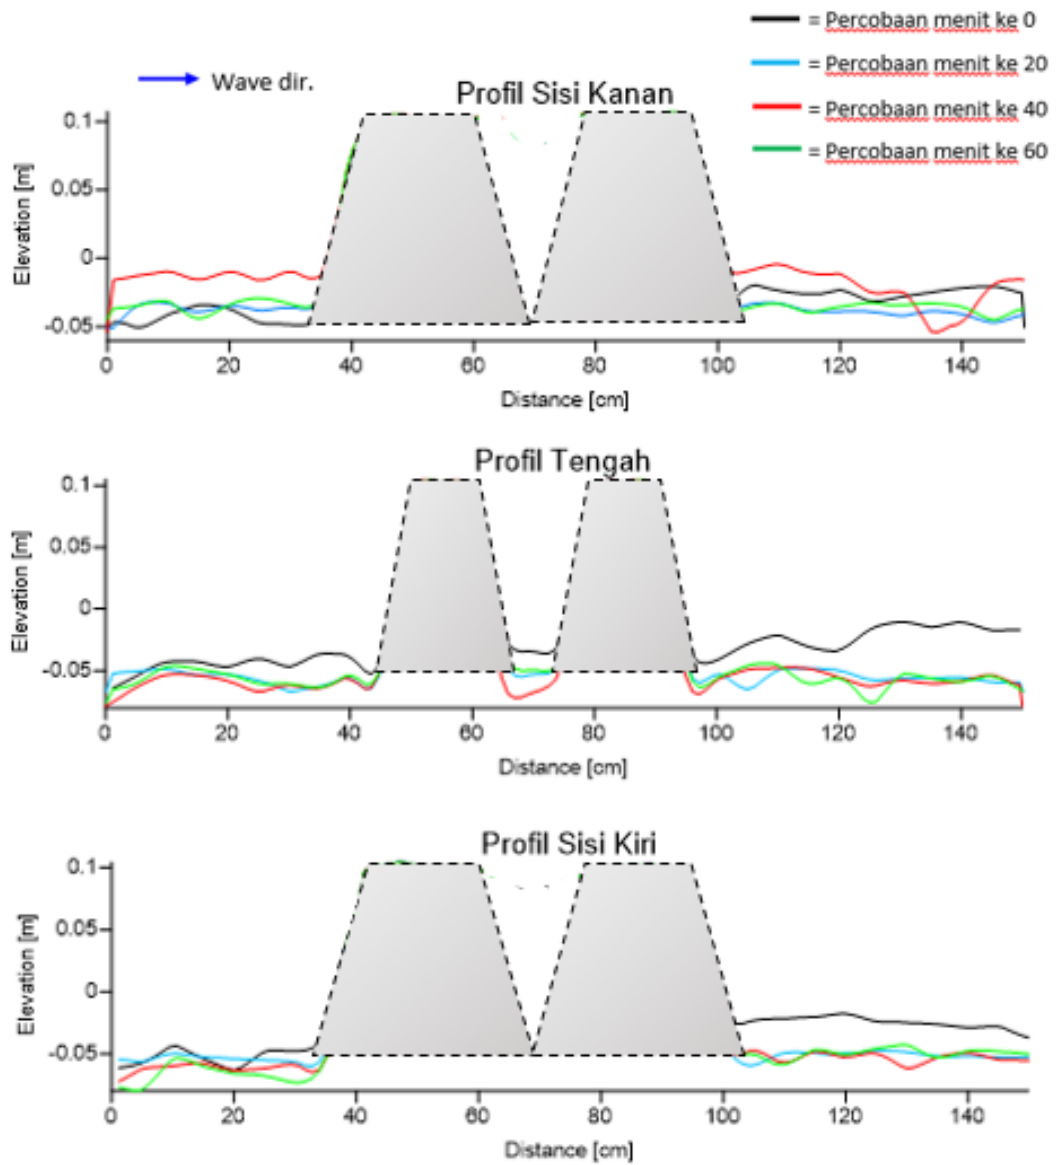 = Percobaan menit ke 0
= Percobaan menit ke 20
= Percobaan menit ke 40
= Percobaan menit ke 60
Wave dir.
Profil Sisi Kanan
Elevation [m]
0.1
0.05
0
-0.05
0 20 40 60 80 100 120 140
Distance [cm]
Profil Tengah
Elevation [m]
0.1
0.05
0
-0.05
0 20 40 60 80 100 120 140
Distance [cm]
Profil Sisi Kiri
Elevation [m]
0.1
0.05
0
-0.05
0 20 40 60 80 100 120 140
Distance [cm]